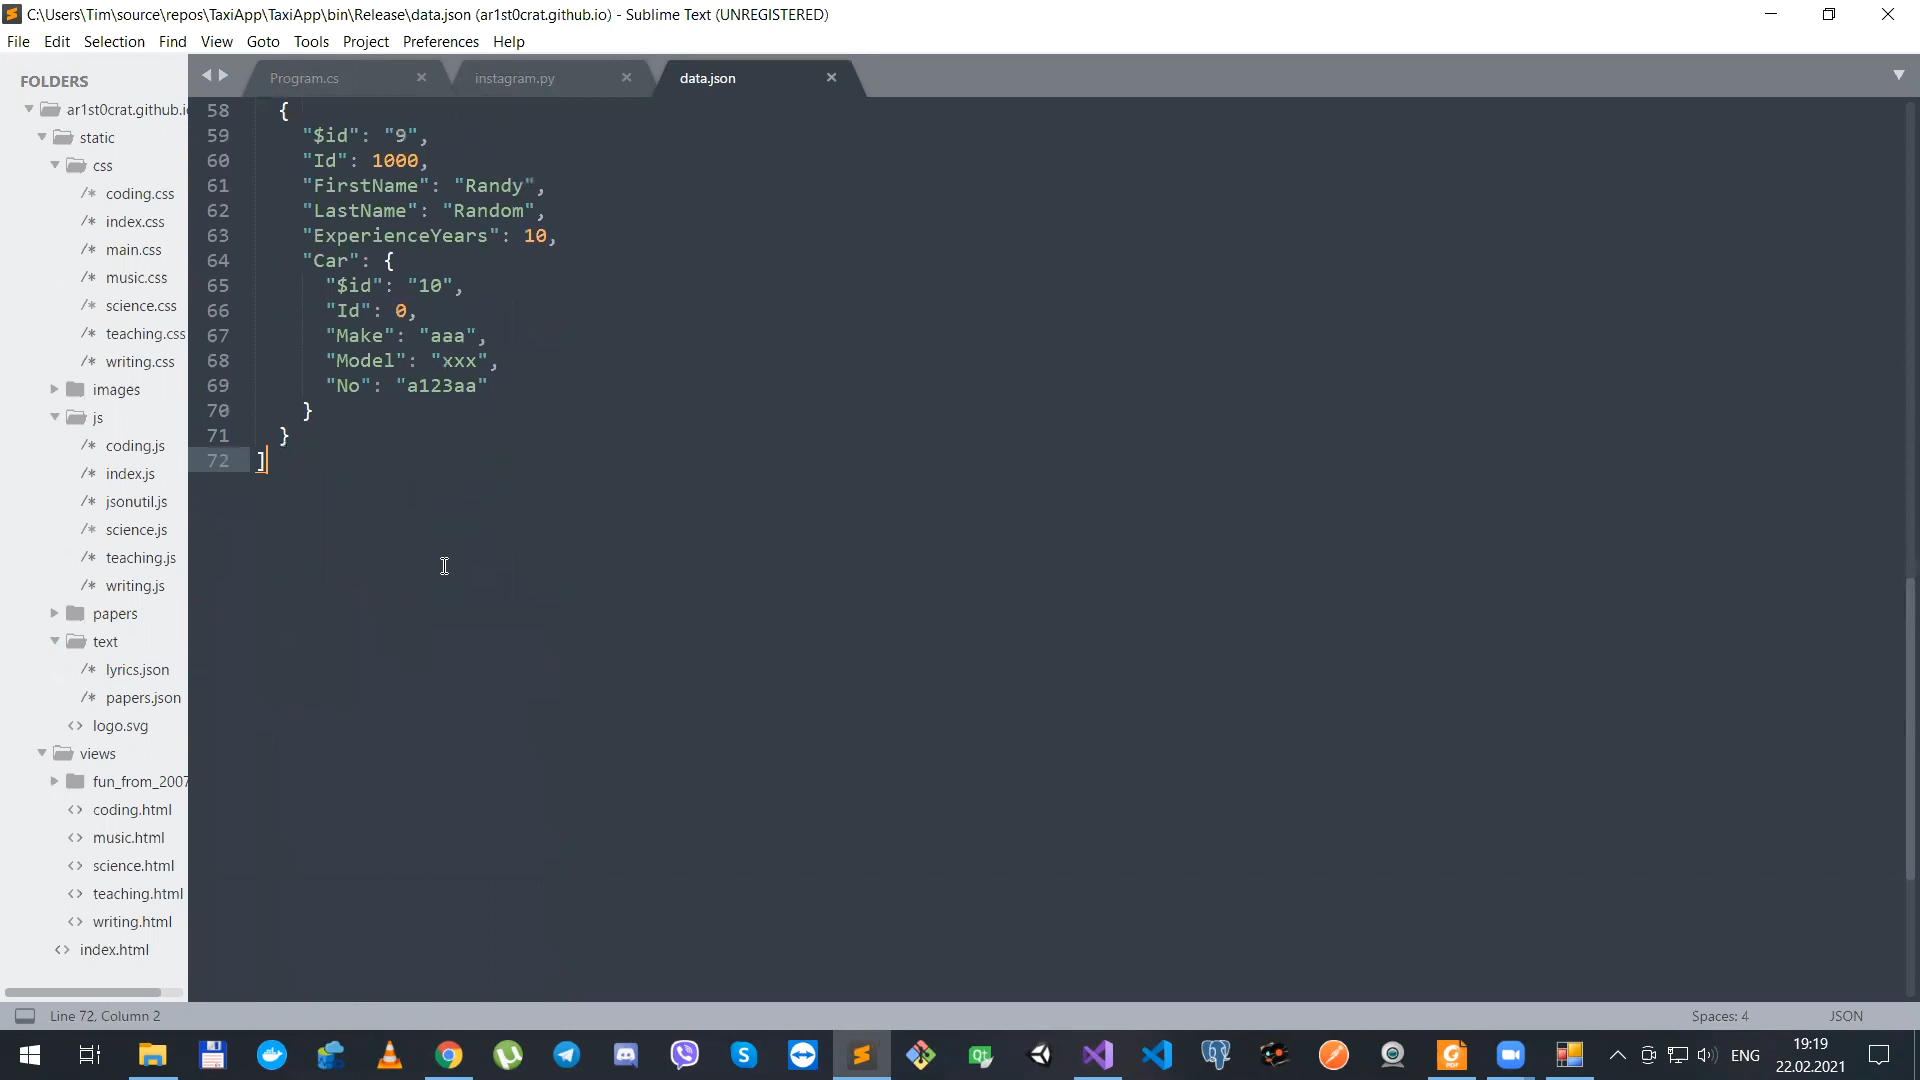 C:\Users\Tim\source\repos\TaxiApp\TaxiApp\bin\Release\data.json (ar1st0crat.github.io) - Sublime Text (UNREGISTERED)
File Edit Selection Find View Goto Tools Project Preferences Help
Program.cs instagram.py data.json
FOLDERS
ar1st0crat.github.i
static
css
/* coding.css
/* index.css
/* main.css
/* music.css
/* science.css
/* teaching.css
/* writing.css
images
js
/* coding.js
/* index.js
/* jsonutil.js
/* science.js
/* teaching.js
/* writing.js
papers
text
/* lyrics.json
/* papers.json
<> logo.svg
views
fun_from_2007
<> coding.html
<> music.html
<> science.html
<> teaching.html
<> writing.html
<> index.html
58 {
59 "$id": "9",
60 "Id": 1000,
61 "FirstName": "Randy",
62 "LastName": "Random",
63 "ExperienceYears": 10,
64 "Car": {
65 "$id": "10",
66 "Id": 0,
67 "Make": "aaa",
68 "Model": "xxx",
69 "No": "a123aa"
70 }
71 }
72 ]
Line 72, Column 2 Spaces: 4 JSON
ENG
19:19
22.02.2021